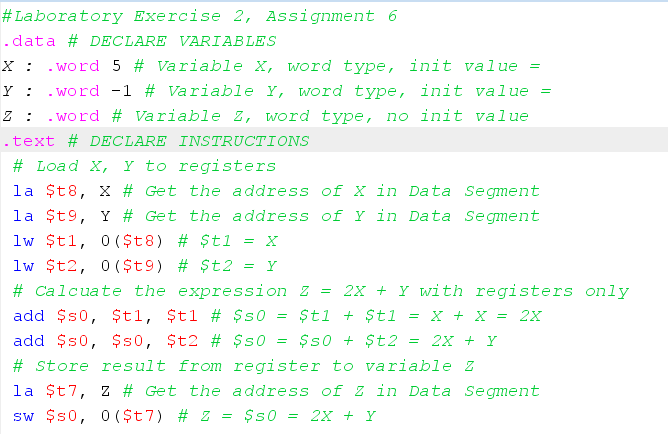 #Laboratory Exercise 2, Assignment 6
.data # DECLARE VARIABLES
X : .word 5 # Variable X, word type, init value =
Y : .word -1 # Variable Y, word type, init value =
Z : .word # Variable Z, word type, no init value
.text # DECLARE INSTRUCTIONS
# Load X, Y to registers
la $t8, X # Get the address of X in Data Segment
la $t9, Y # Get the address of Y in Data Segment
lw $t1, 0($t8) # $t1 = X
lw $t2, 0($t9) # $t2 = Y
# Calcuate the expression Z = 2X + Y with registers only
add $s0, $t1, $t1 # $s0 = $t1 + $t1 = X + X = 2X
add $s0, $s0, $t2 # $s0 = $s0 + $t2 = 2X + Y
# Store result from register to variable Z
la $t7, Z # Get the address of Z in Data Segment
sw $s0, 0($t7) # Z = $s0 = 2X + Y